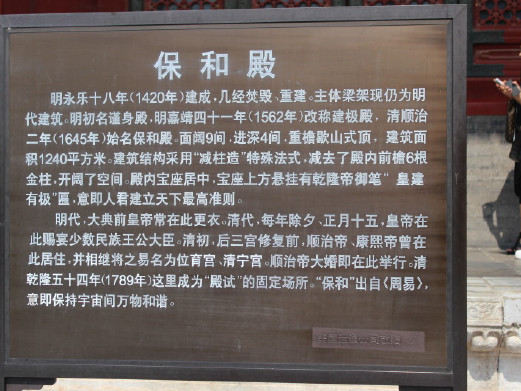 保和殿
明永乐十八年(1420年)建成，几经焚毁、重建。主体梁架现仍为明
代建筑。明初名谨身殿，明嘉靖四十一年(1562年)改称建极殿，清顺治
二年(1645年)始名保和殿。面阔9间，进深4间，重檐歇山式顶，建筑面
积1240平方米。建筑结构采用“减柱造”特殊法式，减去了殿内前檐6根
金柱，开阔了空间。殿内宝座居中，宝座上方悬挂有乾隆帝御笔“皇建
有极”匾，意即人君建立天下最高准则。
明代，大典前皇帝常在此更衣。清代，每年除夕、正月十五，皇帝在
此赐宴少数民族王公大臣。清初，后三宫修复前，顺治帝、康熙帝曾在
此居住，并相继将之易名为位育宫、清宁宫。顺治帝大婚即在此举行。清
乾隆五十四年(1789年)这里成为“殿试”的固定场所。“保和”出自《周易》，
意即保持宇宙间万物和谐。